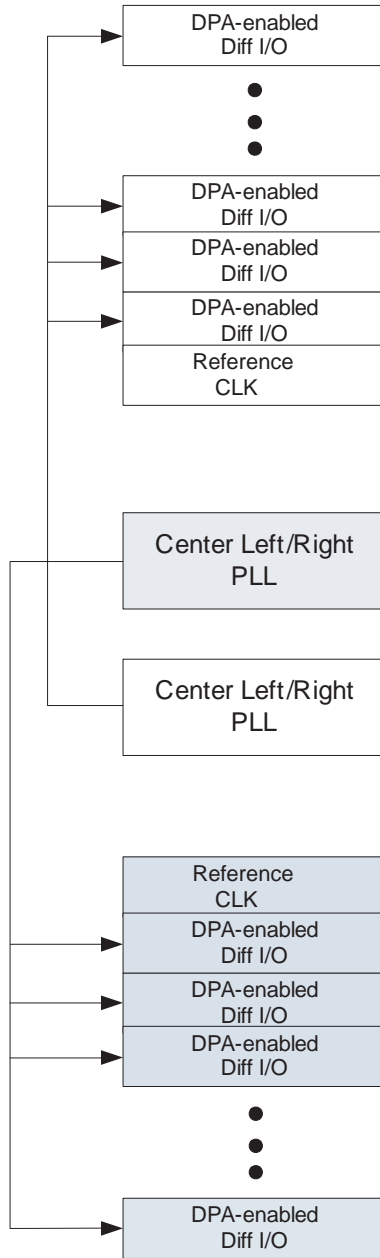 DPA-enabled
Diff I/O
DPA-enabled
Diff I/O
DPA-enabled
Diff I/O
DPA-enabled
Diff I/O
Reference
CLK
Center Left/Right
PLL
Center Left/Right
PLL
Reference
CLK
DPA-enabled
Diff I/O
DPA-enabled
Diff I/O
DPA-enabled
Diff I/O
DPA-enabled
Diff I/O